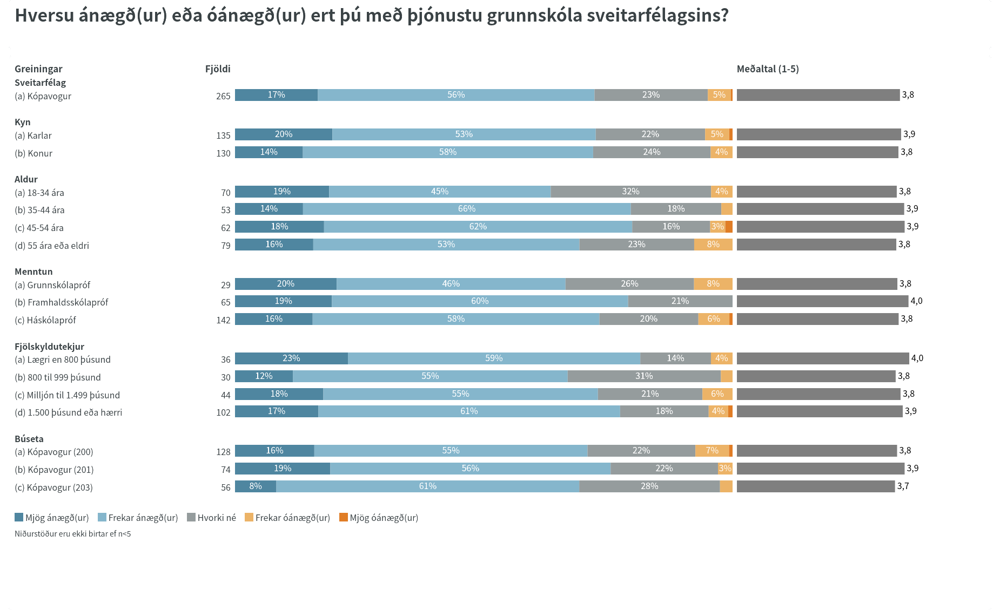 Hversu ánægð(ur) eða óánægð(ur) ert þú með þjónustu grunnskóla sveitarfélagsins?
Greiningar Fjöldi Meðaltal (1-5)
Sveitarfélag
(a) Kópavogur 265 17% 56% 23% 5% 3,8
Kyn
(a) Karlar 135 20% 53% 22% 5% 3,9
(b) Konur 130 14% 58% 24% 4% 3,8
Aldur
(a) 18-34 ára 70 19% 45% 32% 4% 3,8
(b) 35-44 ára 53 14% 66% 18% 3,9
(c) 45-54 ára 62 18% 62% 16% 3% 3,9
(d) 55 ára eða eldri 79 16% 53% 23% 8% 3,8
Menntun
(a) Grunnskólapróf 29 20% 46% 26% 8% 3,8
(b) Framhaldsskólapróf 65 19% 60% 21% 4,0
(c) Háskólapróf 142 16% 58% 20% 6% 3,8
Fjölskyldutekjur
(a) Lægri en 800 þúsund 36 23% 59% 14% 4% 4,0
(b) 800 til 999 þúsund 30 12% 55% 31% 3,8
(c) Milljón til 1.499 þúsund 44 18% 55% 21% 6% 3,8
(d) 1.500 þúsund eða hærri 102 17% 61% 18% 4% 3,9
Búseta
(a) Kópavogur (200) 128 16% 55% 22% 7% 3,8
(b) Kópavogur (201) 74 19% 56% 22% 3% 3,9
(c) Kópavogur (203) 56 8% 61% 28% 3,7
Mjög ánægð(ur) Frekar ánægð(ur) Hvorki né Frekar óánægð(ur) Mjög óánægð(ur)
Niðurstöður eru ekki birtar ef n<5